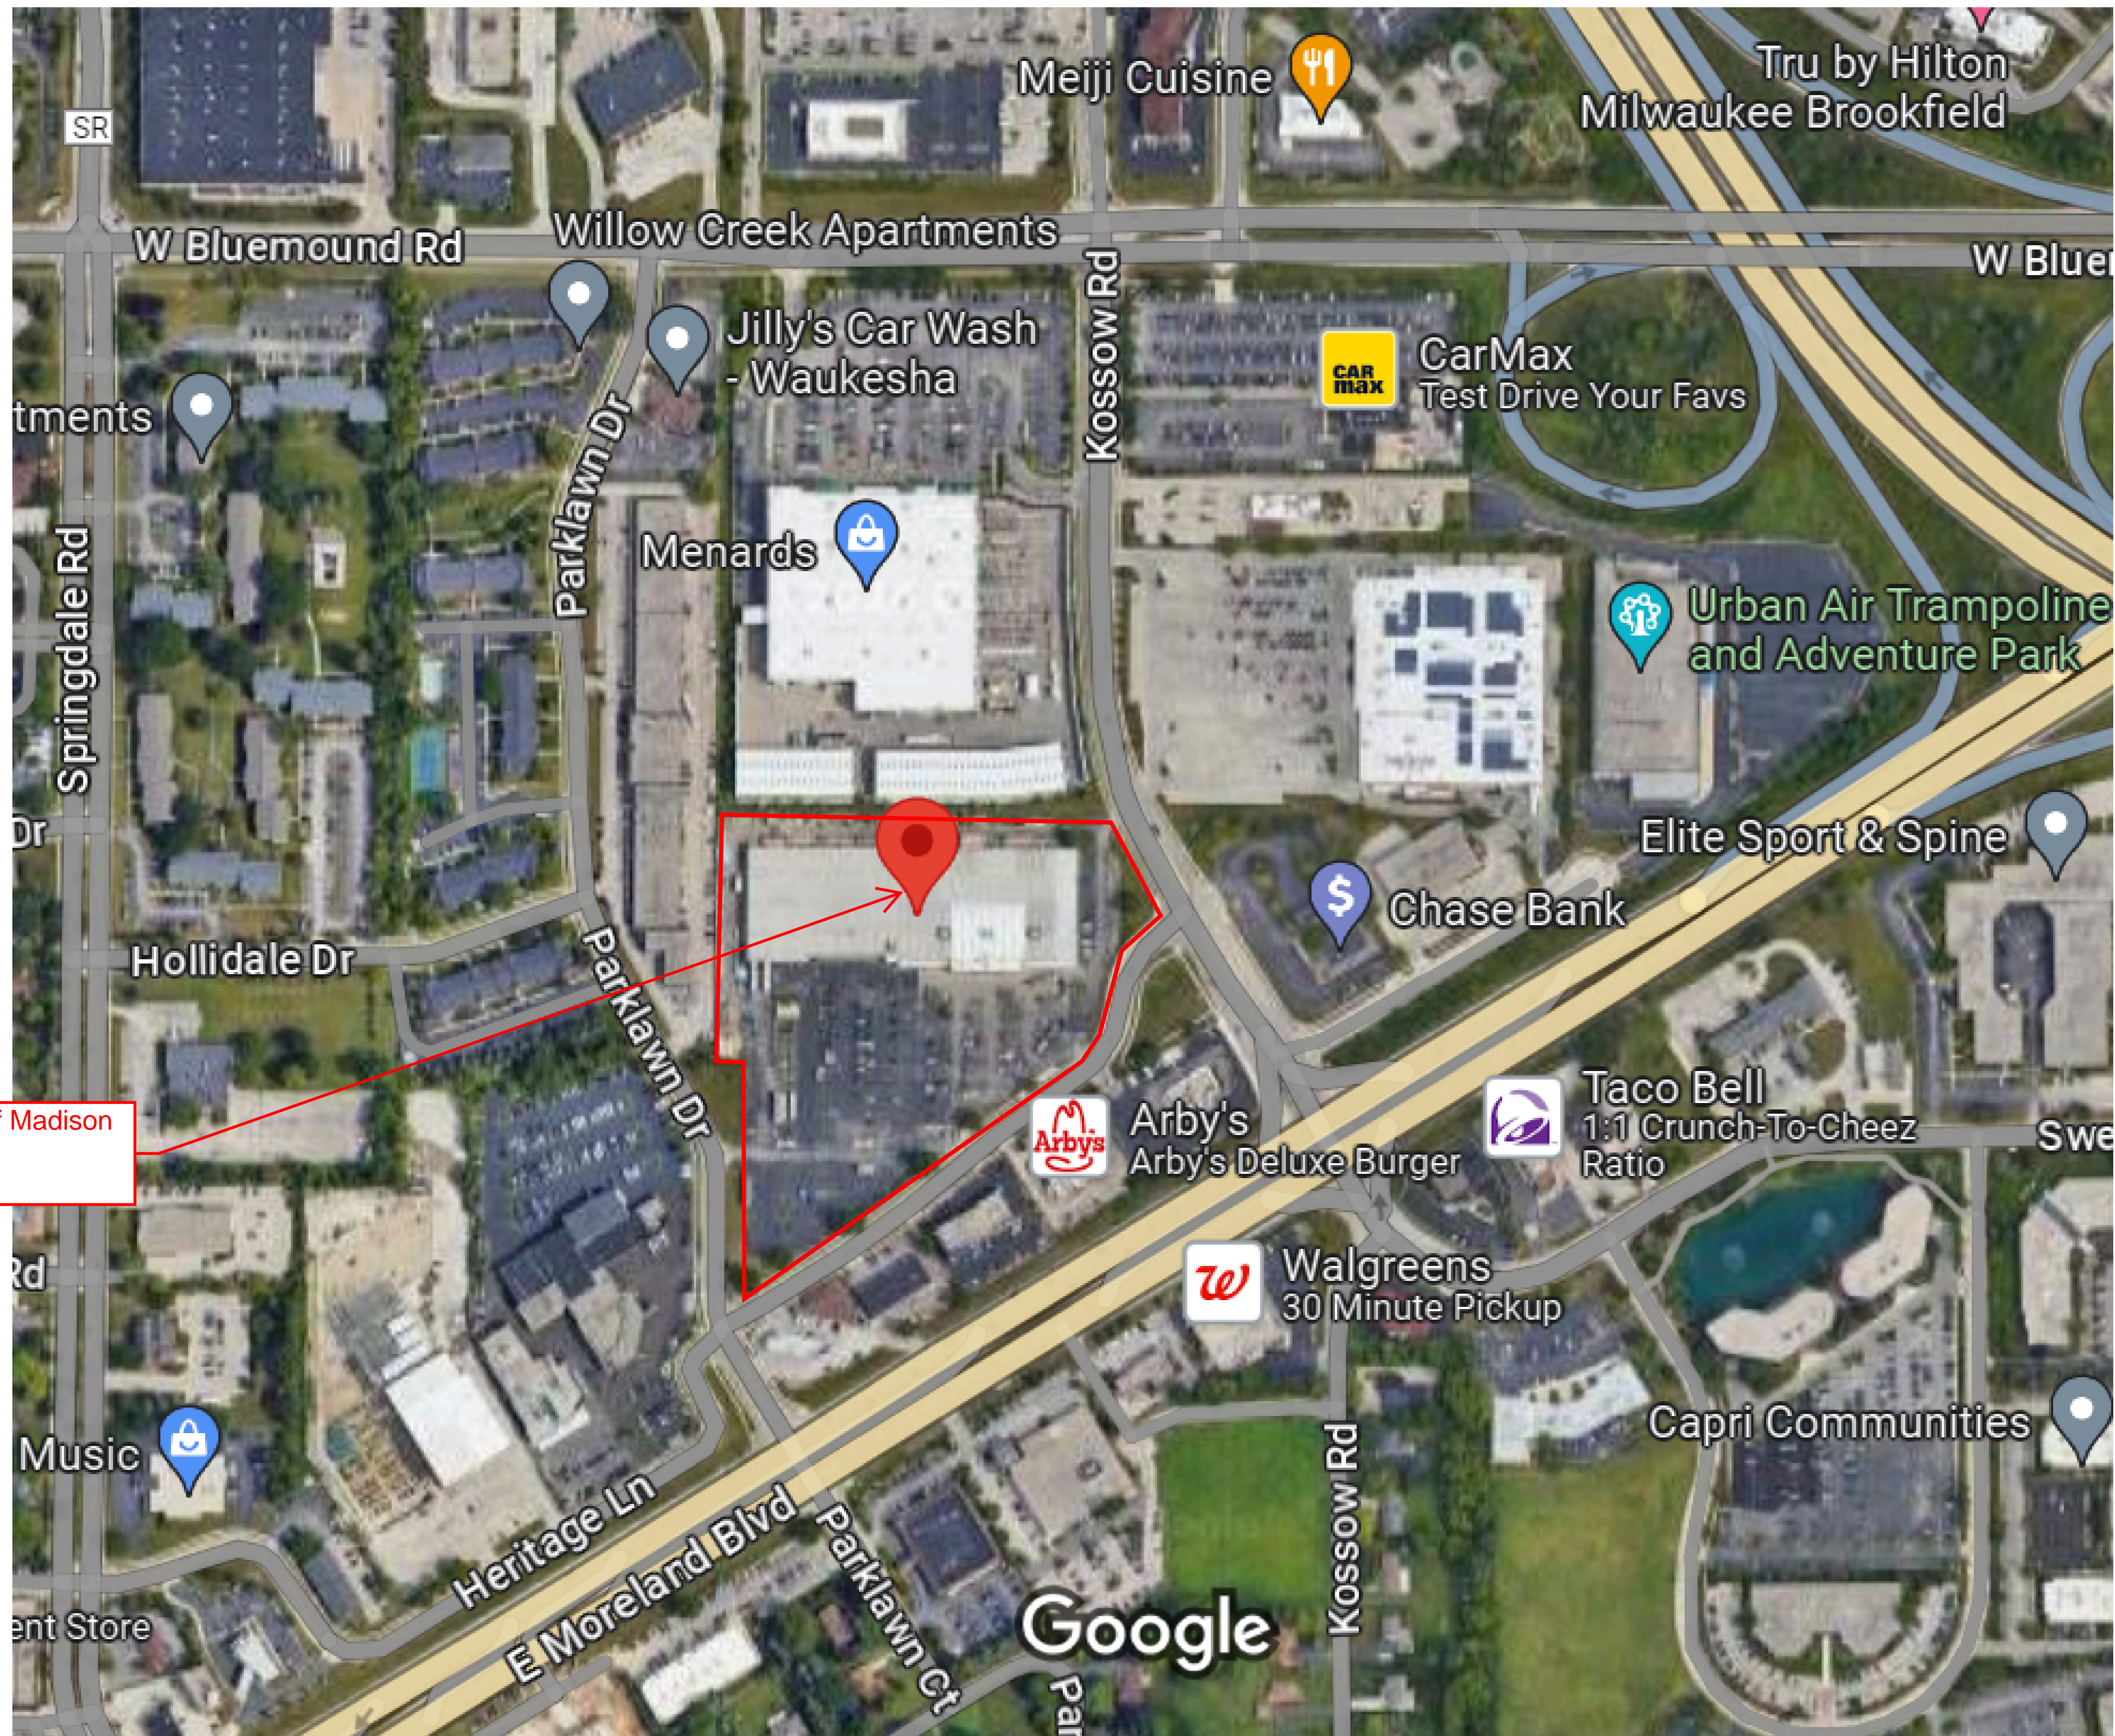 Meiji Cuisine
Tru by Hilton
Milwaukee Brookfield
SR
W Bluemound Rd
Willow Creek Apartments
W Blue
Kossow Rd
Jilly's Car Wash
- Waukesha
CAR
max
CarMax
Test Drive Your Favs
tments
Parklawn Dr
Menards
Springdale Rd
Urban Air Trampoline
and Adventure Park
Dr
Elite Sport & Spine
$
Chase Bank
Hollidale Dr
Parklawn Dr
Madison
Arby's
Arby's
Arby's Deluxe Burger
Taco Bell
1:1 Crunch-To-Cheez
Ratio
Swe
Rd
W
Walgreens
30 Minute Pickup
Music
Capri Communities
Heritage Ln
E Moreland Blvd
Parklawn Ct
Kossow Rd
ent Store
Google
Par